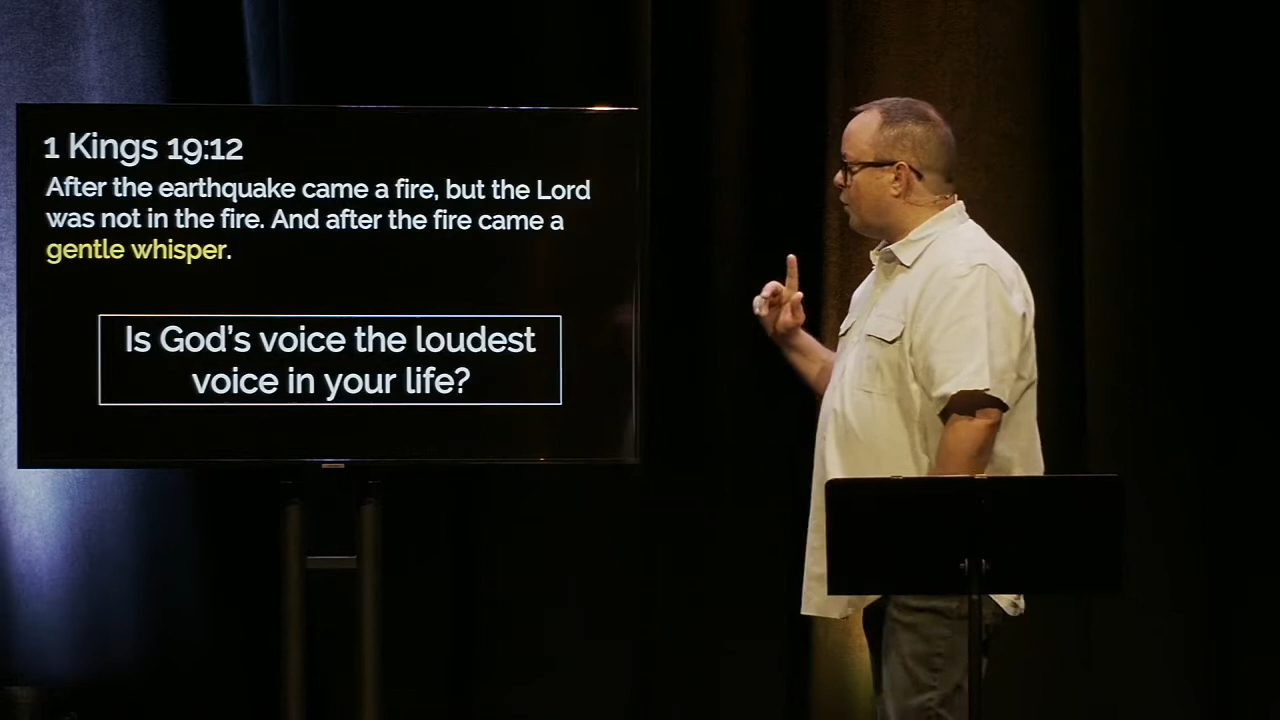 1 Kings 19:12
After the earthquake came a fire, but the Lord
was not in the fire. And after the fire came a
gentle whisper.
Is God's voice the loudest
voice in your life?